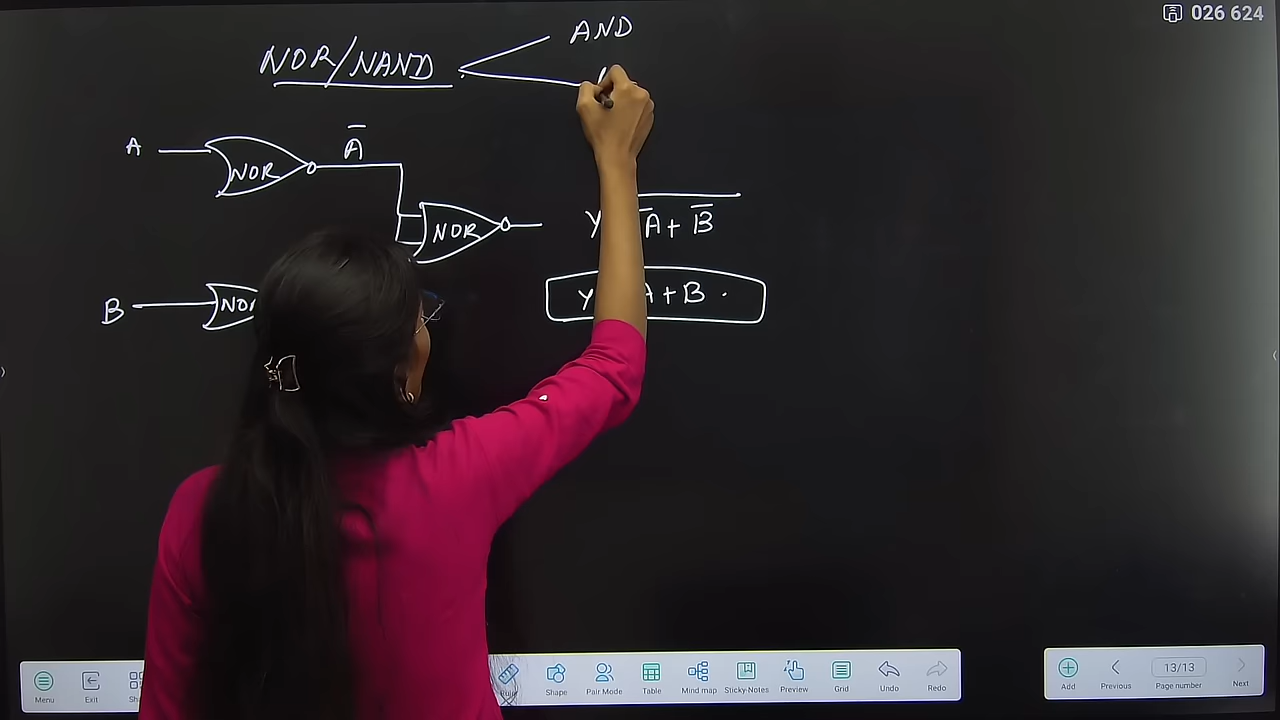 026 624
AND
NOR/NAND
A NOR A̅
NOR Y A̅ + B̅
B NOR
Y A + B .
Menu Exit Shape Pair Mode Table Mind map Sticky-Notes Preview Grid Undo Redo
Add Previous 13/13 Page number Next